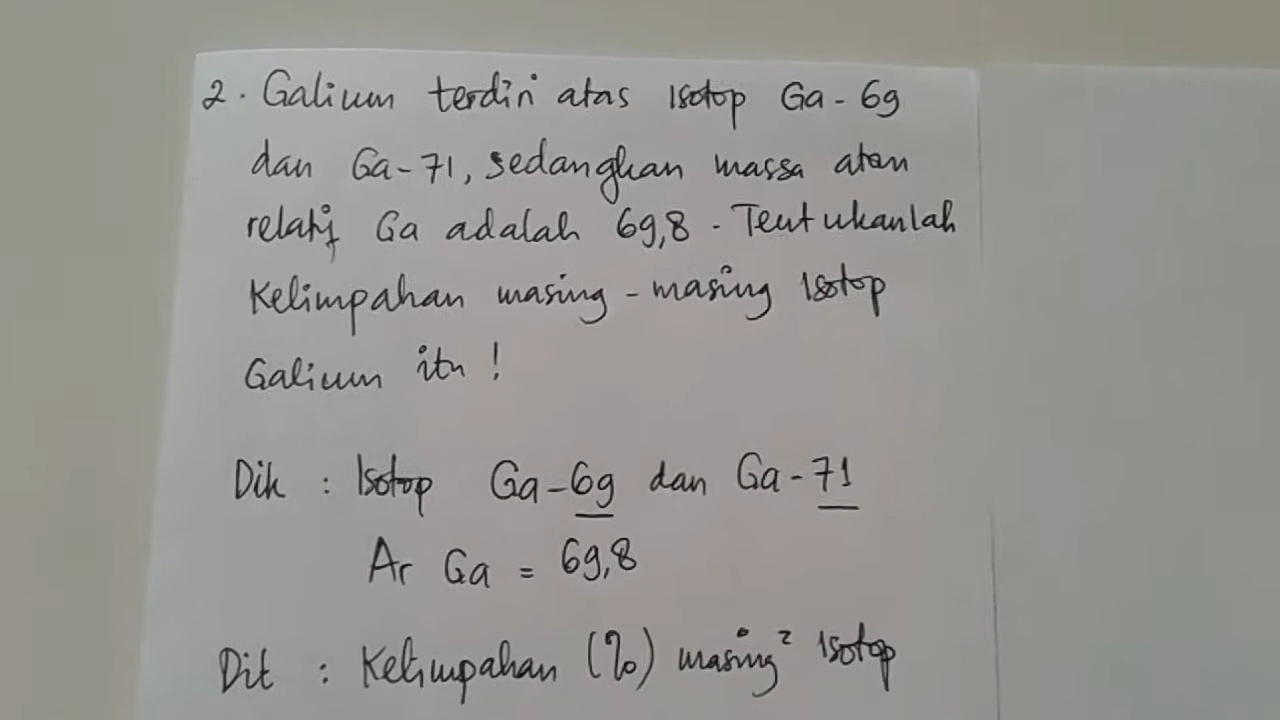 2. Galium terdiri atas Isotop Ga-69
dan Ga-71, sedangkan massa atom
relatif Ga adalah 69,8. Tentukanlah
Kelimpahan masing-masing Isotop
Galium itu!
Dik : Isotop Ga-69 dan Ga-71
Ar Ga = 69,8
Dit : Kelimpahan (%) masing² Isotop